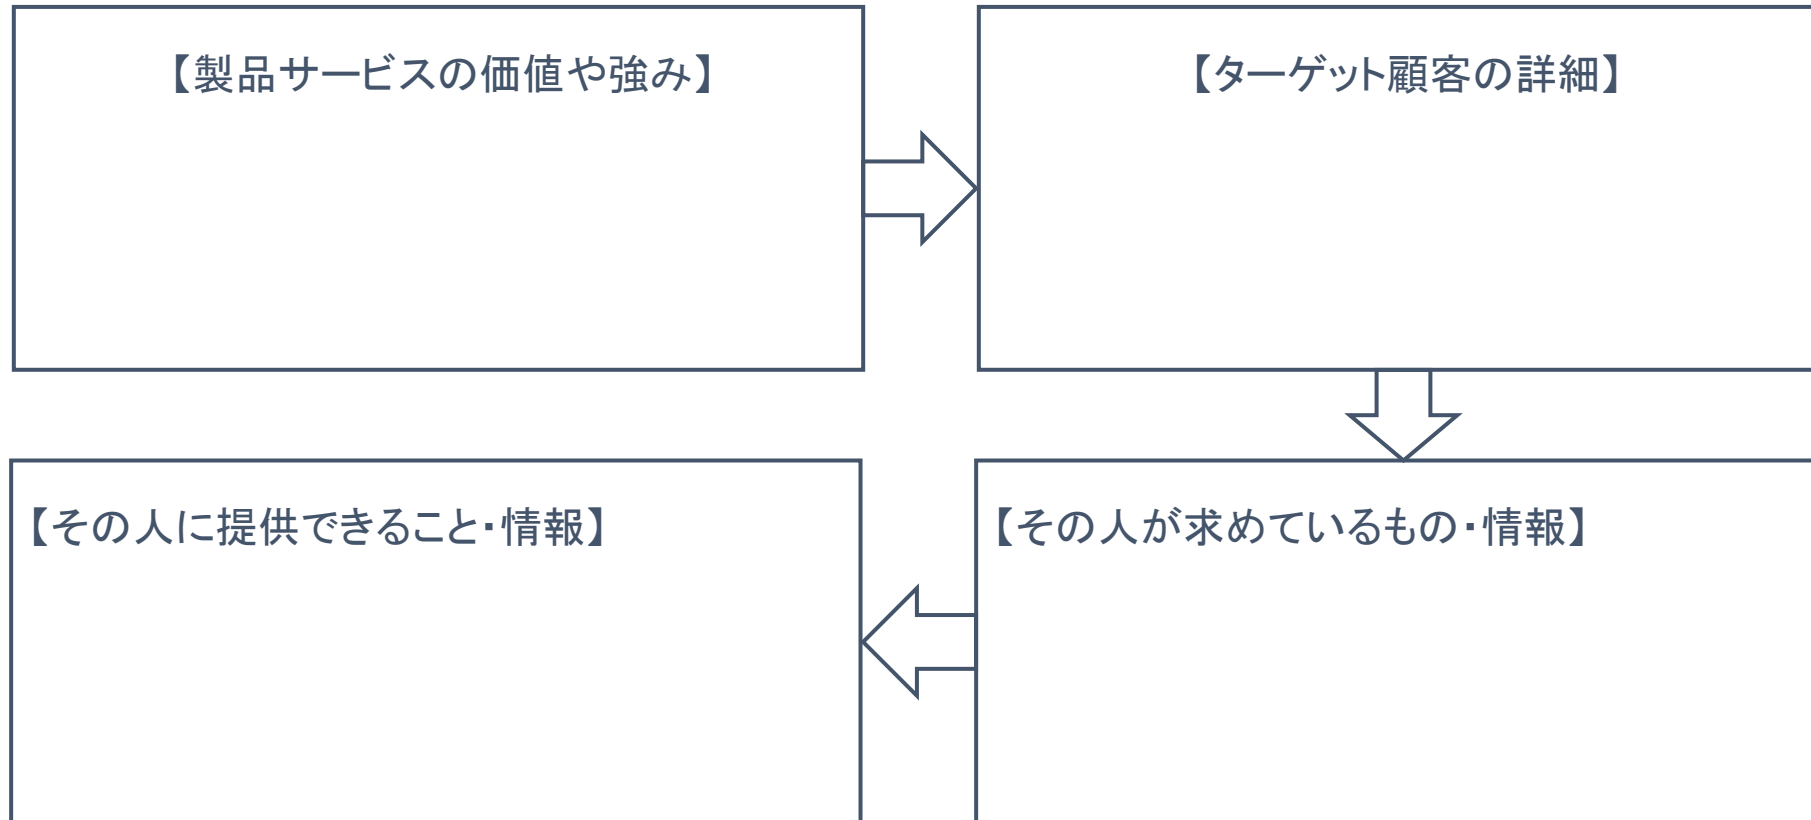 【製品サービスの価値や強み】
【ターゲット顧客の詳細】
【その人に提供できること・情報】
【その人が求めているもの・情報】